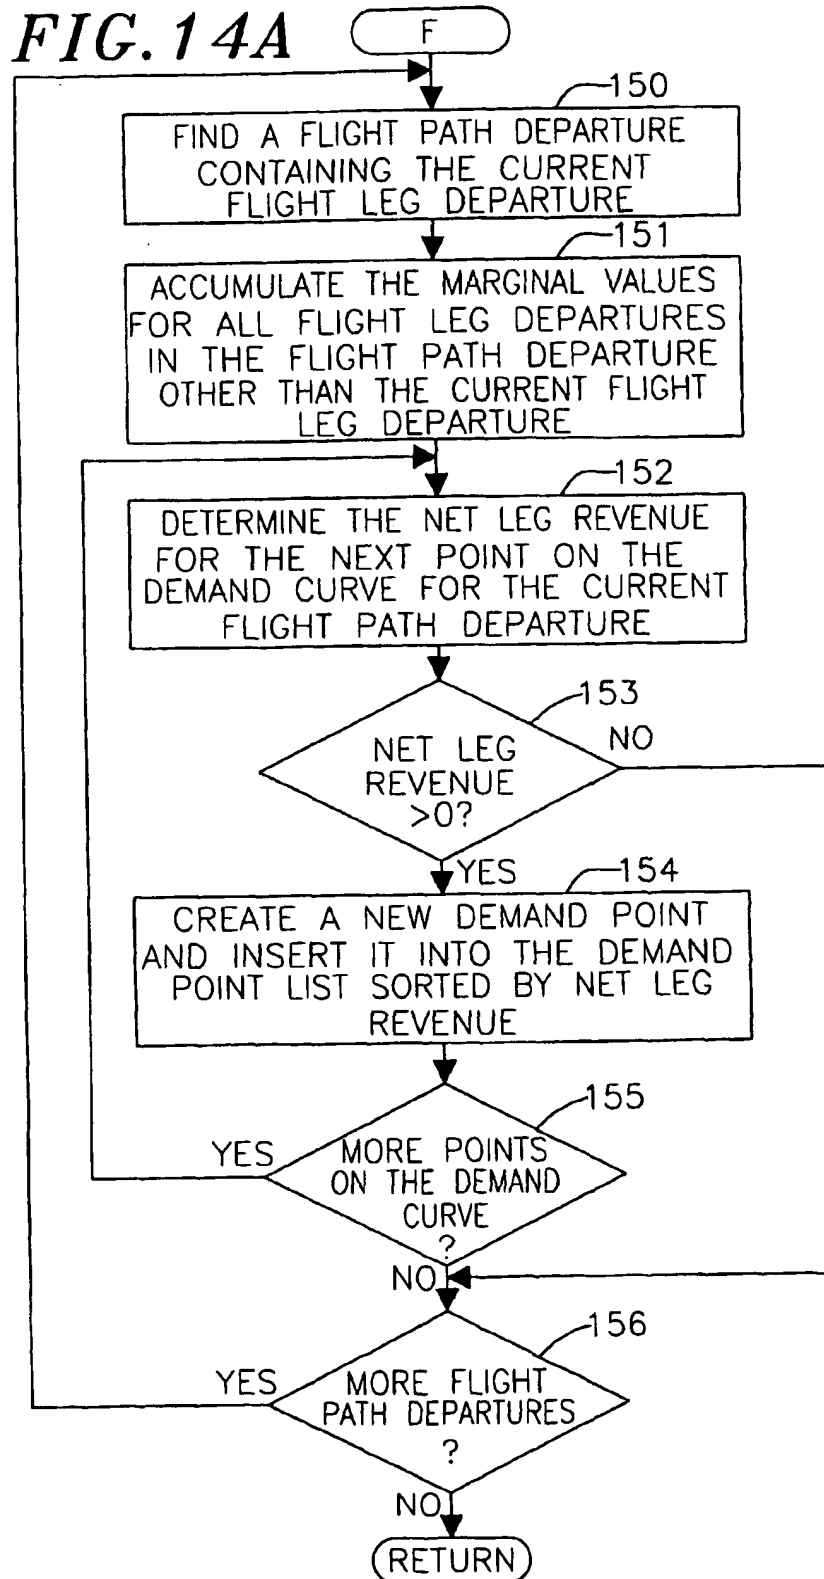 FIG. 14A
F
150
FIND A FLIGHT PATH DEPARTURE
CONTAINING THE CURRENT
FLIGHT LEG DEPARTURE
151
ACCUMULATE THE MARGINAL VALUES
FOR ALL FLIGHT LEG DEPARTURES
IN THE FLIGHT PATH DEPARTURE
OTHER THAN THE CURRENT FLIGHT
LEG DEPARTURE
152
DETERMINE THE NET LEG REVENUE
FOR THE NEXT POINT ON THE
DEMAND CURVE FOR THE CURRENT
FLIGHT PATH DEPARTURE
153
NO
NET LEG
REVENUE
>0?
YES
154
CREATE A NEW DEMAND POINT
AND INSERT IT INTO THE DEMAND
POINT LIST SORTED BY NET LEG
REVENUE
155
YES
MORE POINTS
ON THE DEMAND
CURVE
?
NO
156
YES
MORE FLIGHT
PATH DEPARTURES
?
NO
RETURN